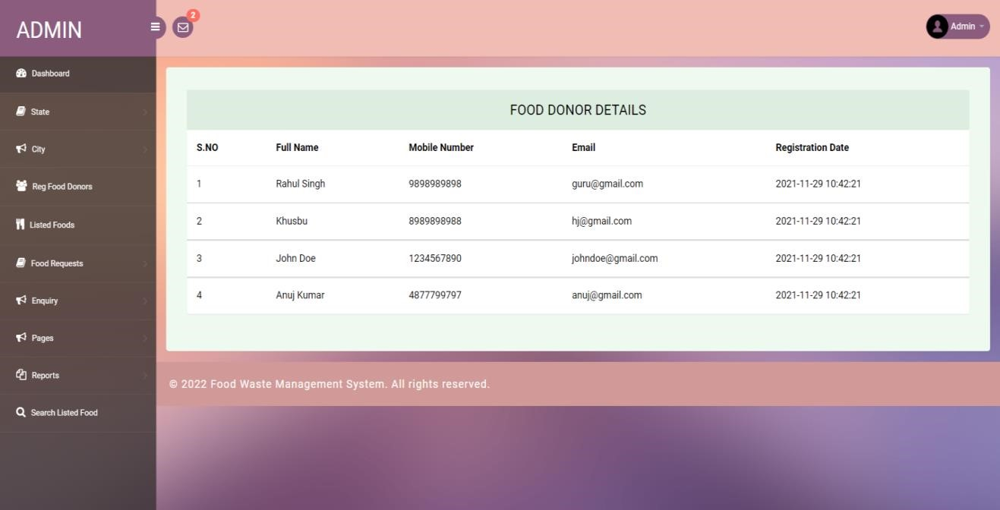 ADMIN
2
Admin
Dashboard
State
City
Reg Food Donors
Listed Foods
Food Requests
Enquiry
Pages
Reports
Search Listed Food
FOOD DONOR DETAILS
S.NO Full Name Mobile Number Email Registration Date
1 Rahul Singh 9898989898 guru@gmail.com 2021-11-29 10:42:21
2 Khusbu 8989898988 hj@gmail.com 2021-11-29 10:42:21
3 John Doe 1234567890 johndoe@gmail.com 2021-11-29 10:42:21
4 Anuj Kumar 4877799797 anuj@gmail.com 2021-11-29 10:42:21
© 2022 Food Waste Management System. All rights reserved.